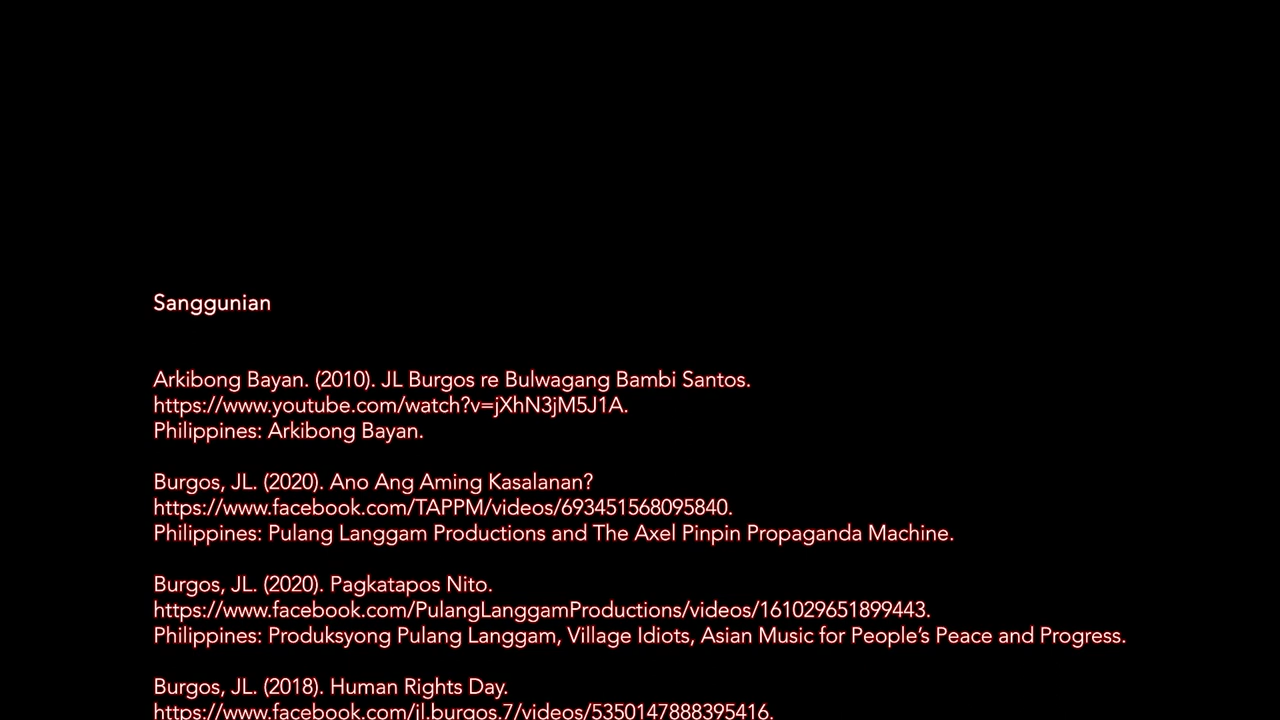 Sanggunian
Arkibong Bayan. (2010). JL Burgos re Bulwagang Bambi Santos.
https://www.youtube.com/watch?v=jXhN3jM5J1A.
Philippines: Arkibong Bayan.
Burgos, JL. (2020). Ano Ang Aming Kasalanan?
https://www.facebook.com/TAPPM/videos/693451568095840.
Philippines: Pulang Langgam Productions and The Axel Pinpin Propaganda Machine.
Burgos, JL. (2020). Pagkatapos Nito.
https://www.facebook.com/PulangLanggamProductions/videos/161029651899443.
Philippines: Produksyong Pulang Langgam, Village Idiots, Asian Music for People’s Peace and Progress.
Burgos, JL. (2018). Human Rights Day.
https://www.facebook.com/jl.burgos.7/videos/5350147888395416.